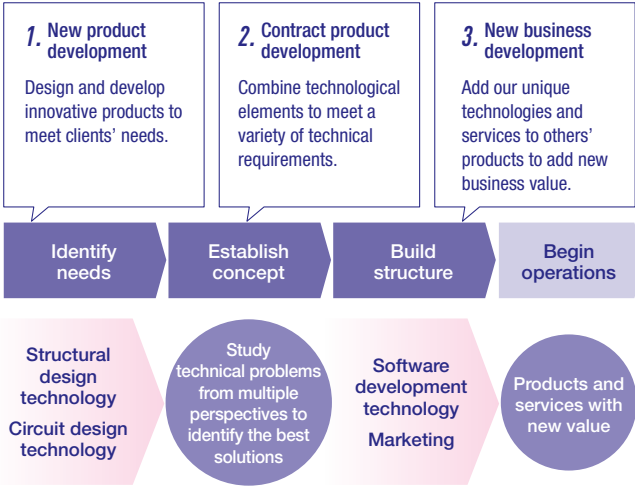 1. New product
development
Design and develop
innovative products to
meet clients’ needs.
2. Contract product
development
Combine technological
elements to meet a
variety of technical
requirements.
3. New business
development
Add our unique
technologies and
services to others’
products to add new
business value.
Identify
needs
Establish
concept
Build
structure
Begin
operations
Structural
design
technology
Circuit design
technology
Study
technical problems
from multiple
perspectives to
identify the best
solutions
Software
development
technology
Marketing
Products and
services with
new value